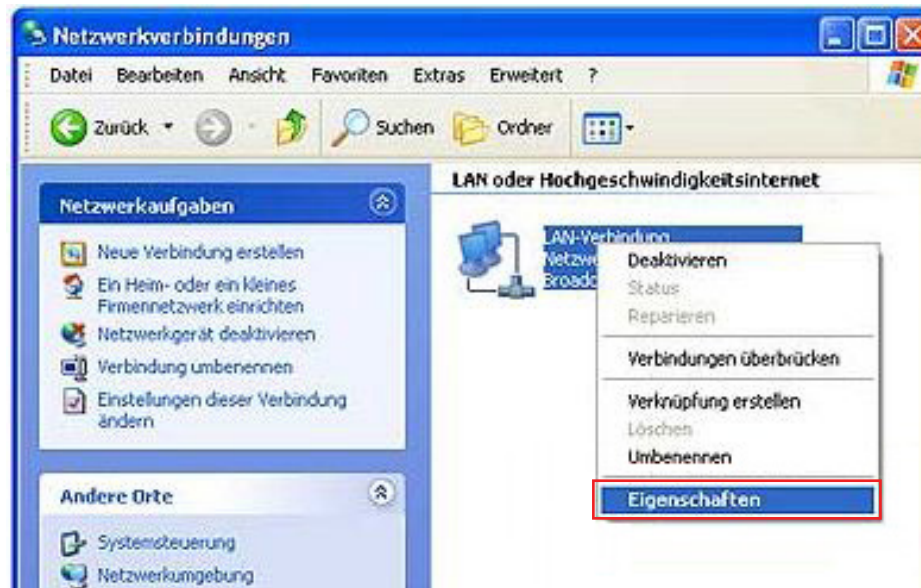 Netzwerkverbindungen
Datei Bearbeiten Ansicht Favoriten Extras Erweitert ?
Zurück Suchen Ordner
Netzwerkaufgaben
Neue Verbindung erstellen
Ein Heim- oder ein kleines
Firmennetzwerk einrichten
Netzwerkgerät deaktivieren
Verbindung umbenennen
Einstellungen dieser Verbindung
ändern
Andere Orte
Systemsteuerung
Netzwerkumgebung
LAN oder Hochgeschwindigkeitsinternet
LAN-Verbindung
Deaktivieren
Status
Reparieren
Verbindungen überbrücken
Verknüpfung erstellen
Löschen
Umbenennen
Eigenschaften